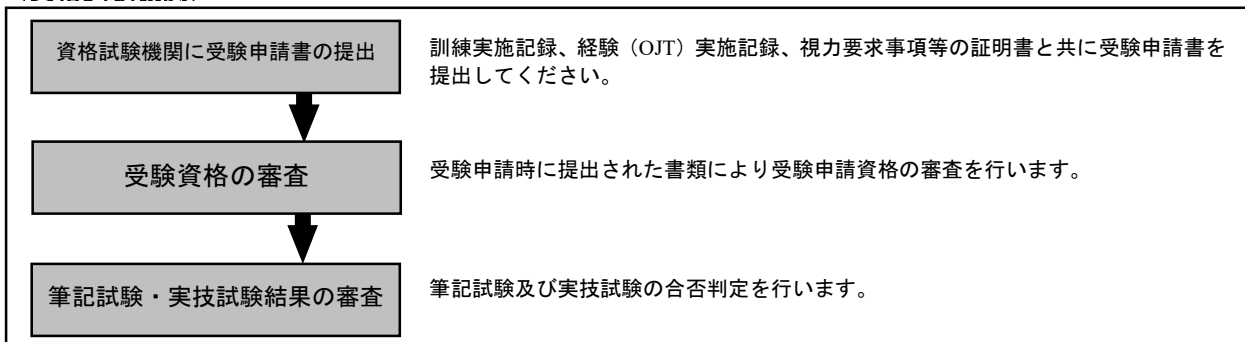 資格試験機関に受験申請書の提出
訓練実施記録、経験（OJT）実施記録、視力要求事項等の証明書と共に受験申請書を
提出してください。
受験資格の審査
受験申請時に提出された書類により受験申請資格の審査を行います。
筆記試験・実技試験結果の審査
筆記試験及び実技試験の合否判定を行います。